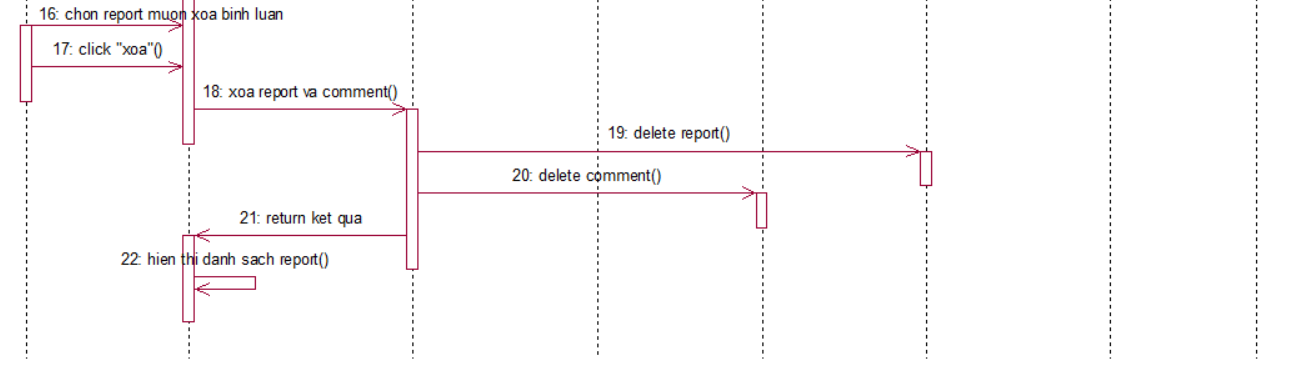 16: chon report muon xoa binh luan
17: click "xoa"()
18: xoa report va comment()
19: delete report()
20: delete comment()
21: return ket qua
22: hien thi danh sach report()